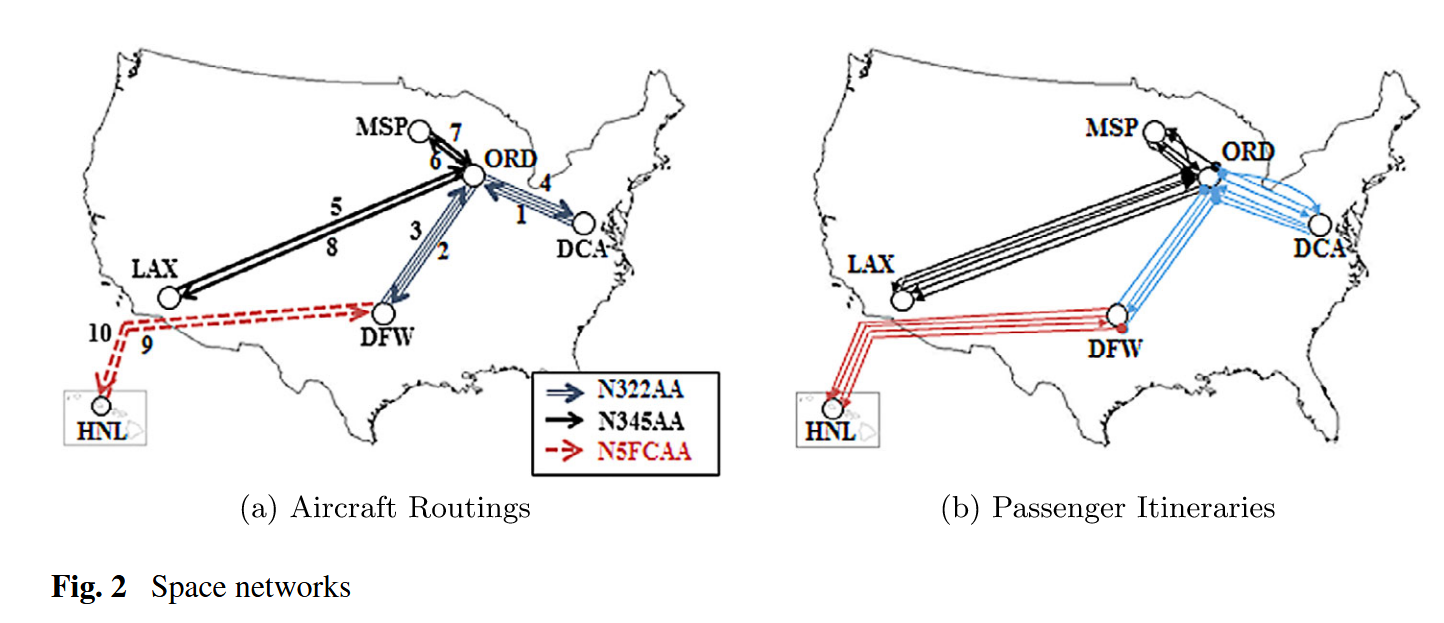 MSP
7
6
ORD
4
1
5
8
3
2
DCA
LAX
DFW
10
9
HNL
N322AA
N345AA
N5FCAA
MSP
ORD
DCA
LAX
DFW
HNL
(a) Aircraft Routings
(b) Passenger Itineraries
Fig. 2 Space networks